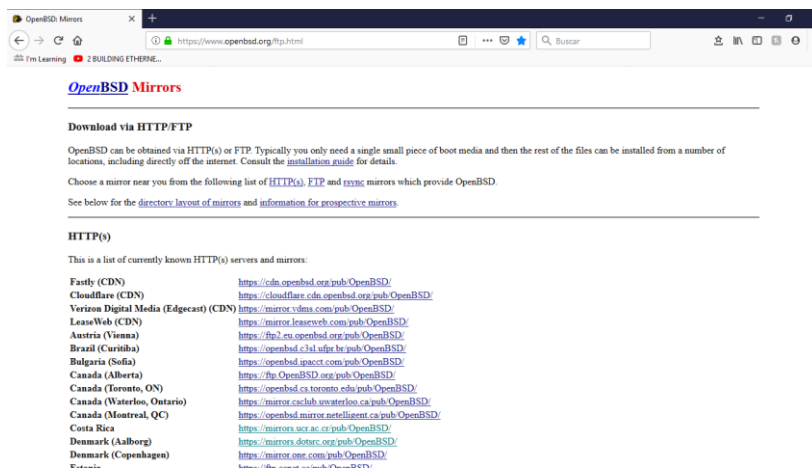 OpenBSD: Mirrors
https://www.openbsd.org/ftp.html
Buscar
I'm Learning 2 BUILDING ETHERNE...
OpenBSD Mirrors
Download via HTTP/FTP
OpenBSD can be obtained via HTTP(s) or FTP. Typically you only need a single small piece of boot media and then the rest of the files can be installed from a number of
locations, including directly off the internet. Consult the installation guide for details.
Choose a mirror near you from the following list of HTTP(s), FTP and rsync mirrors which provide OpenBSD.
See below for the directory layout of mirrors and information for prospective mirrors.
HTTP(s)
This is a list of currently known HTTP(s) servers and mirrors:
Fastly (CDN) https://cdn.openbsd.org/pub/OpenBSD/
Cloudflare (CDN) https://cloudflare.cdn.openbsd.org/pub/OpenBSD/
Verizon Digital Media (Edgecast) (CDN) https://mirror.vdms.com/pub/OpenBSD/
LeaseWeb (CDN) https://mirror.leaseweb.com/pub/OpenBSD/
Austria (Vienna) https://ftp2.eu.openbsd.org/pub/OpenBSD/
Brazil (Curitiba) https://openbsd.c3sl.ufpr.br/pub/OpenBSD/
Bulgaria (Sofia) https://openbsd.ipacct.com/pub/OpenBSD/
Canada (Alberta) https://ftp.OpenBSD.org/pub/OpenBSD/
Canada (Toronto, ON) https://openbsd.cs.toronto.edu/pub/OpenBSD/
Canada (Waterloo, Ontario) https://mirror.csclub.uwaterloo.ca/pub/OpenBSD/
Canada (Montreal, QC) https://openbsd.mirror.netelligent.ca/pub/OpenBSD/
Costa Rica https://mirrors.ucr.ac.cr/pub/OpenBSD/
Denmark (Aalborg) https://mirrors.dotsrc.org/pub/OpenBSD/
Denmark (Copenhagen) https://mirror.one.com/pub/OpenBSD/